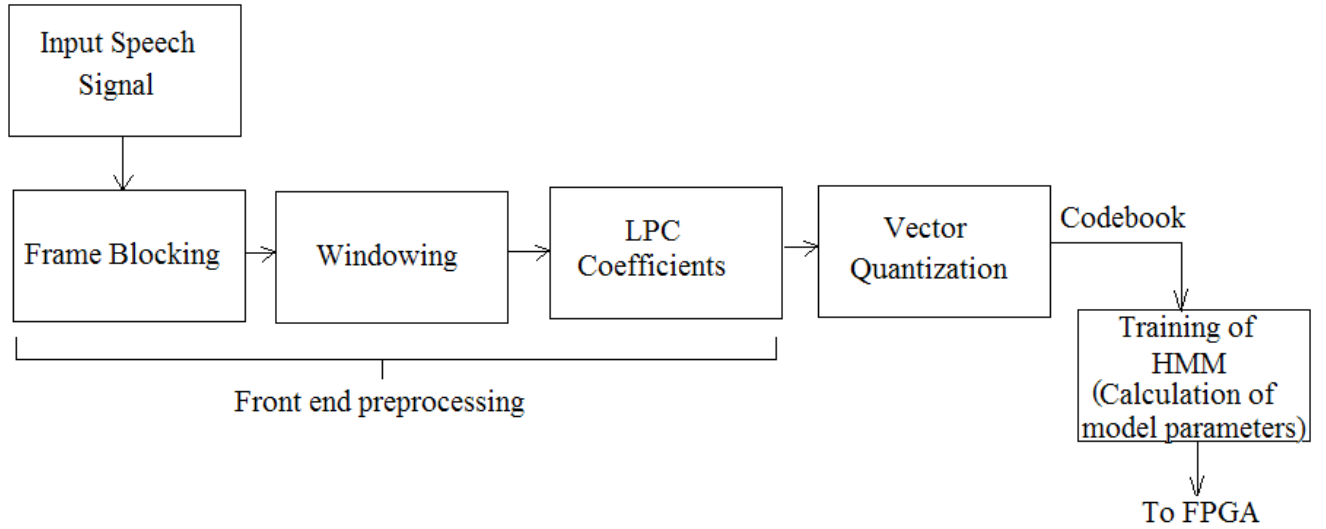 Input Speech
Signal
Frame Blocking
Windowing
LPC
Coefficients
Vector
Quantization
Codebook
Training of
HMM
(Calculation of
model parameters)
Front end preprocessing
To FPGA